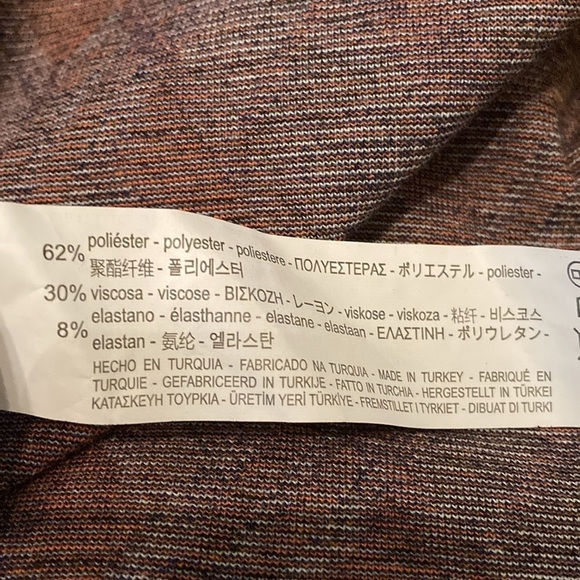 62% poliéster - polyester - poliestere - ΠΟΛΥΕΣΤΕΡΑΣ - ポリエステル - poliester -
聚酯纤维 - 폴리에스터
30% viscosa - viscose - ΒΙΣΚΟΖΗ - レーヨン - viskose - viskoza - 粘纤 - 비스코스
8% elastano - élasthanne - elastane - elastaan - ΕΛΑΣΤΙΝΗ - ポリウレタン -
elastan - 氨纶 - 엘라스탄
HECHO EN TURQUIA - FABRICADO NA TURQUIA - MADE IN TURKEY - FABRIQUÉ EN
TURQUIE - GEFABRICEERD IN TURKIJE - FATTO IN TURCHIA - HERGESTELLT IN TÜRKEI
ΚΑΤΑΣΚΕΥΗ ΤΟΥΡΚΙΑ - ÜRETİM YERİ TÜRKİYE - FREMSTILLET I TYRKIET - DIBUAT DI TURKI